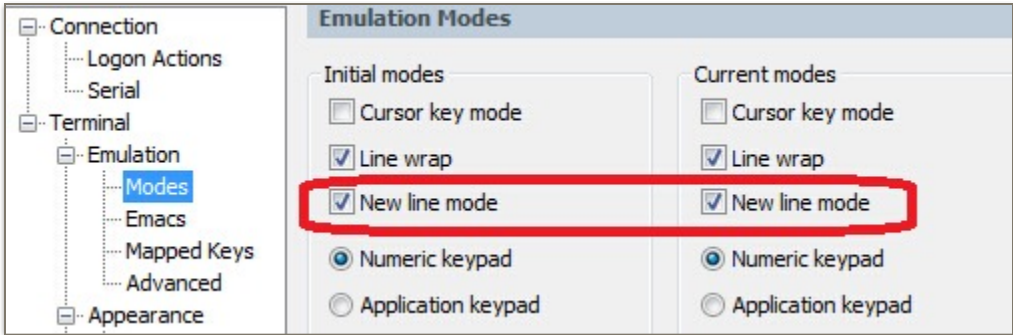 Connection
Logon Actions
Serial
Terminal
Emulation
Modes
Emacs
Mapped Keys
Advanced
Appearance
Emulation Modes
Initial modes
Cursor key mode
Line wrap
New line mode
Numeric keypad
Application keypad
Current modes
Cursor key mode
Line wrap
New line mode
Numeric keypad
Application keypad